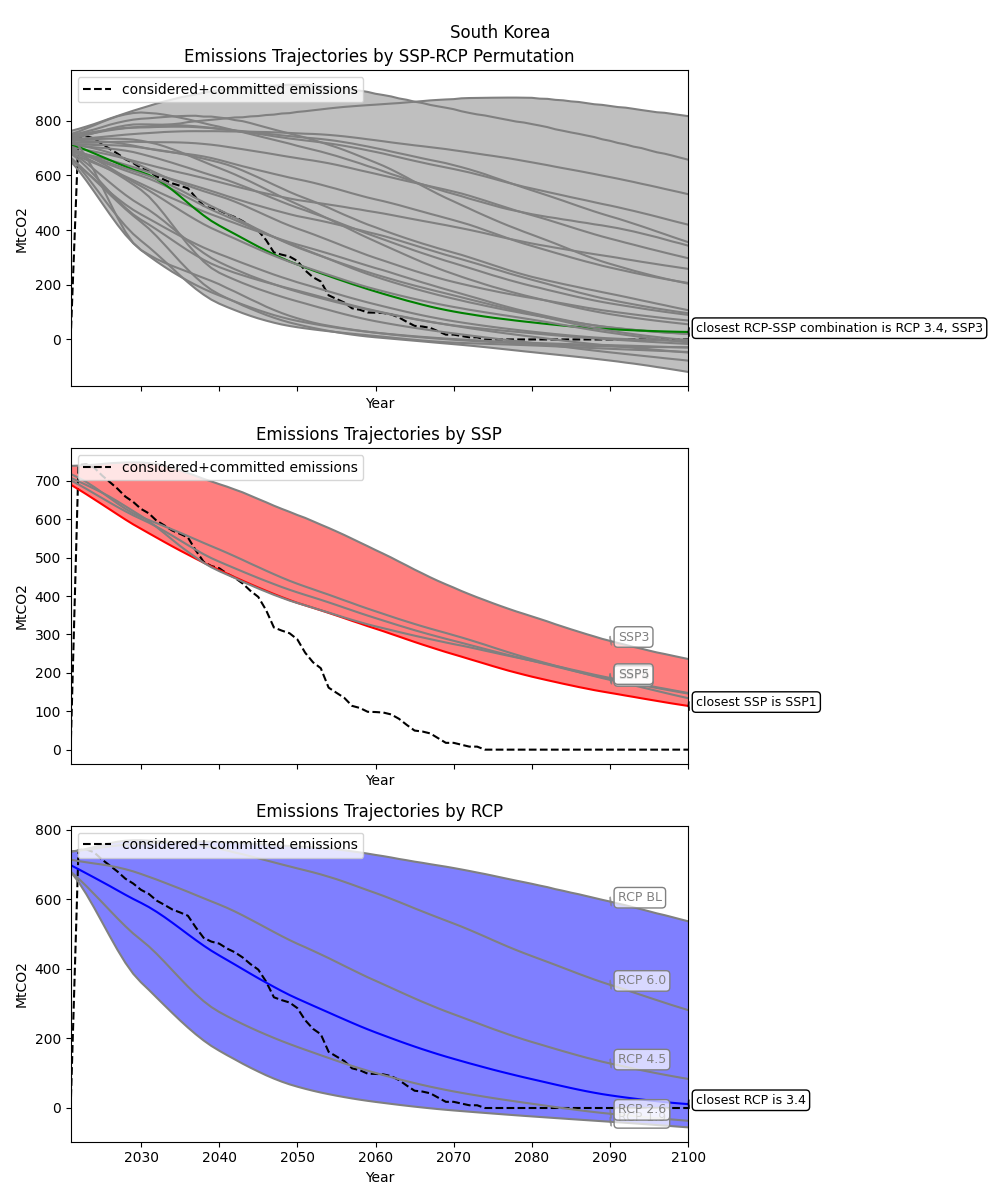 South Korea
Emissions Trajectories by SSP-RCP Permutation
considered+committed emissions
800
600
400
200
0
MtCO2
Year
closest RCP-SSP combination is RCP 3.4, SSP3
Emissions Trajectories by SSP
considered+committed emissions
700
600
500
400
300
200
100
0
MtCO2
SSP3
SSP5
closest SSP is SSP1
Year
Emissions Trajectories by RCP
considered+committed emissions
800
600
400
200
0
MtCO2
RCP BL
RCP 6.0
RCP 4.5
RCP 2.6
closest RCP is 3.4
2030 2040 2050 2060 2070 2080 2090 2100
Year